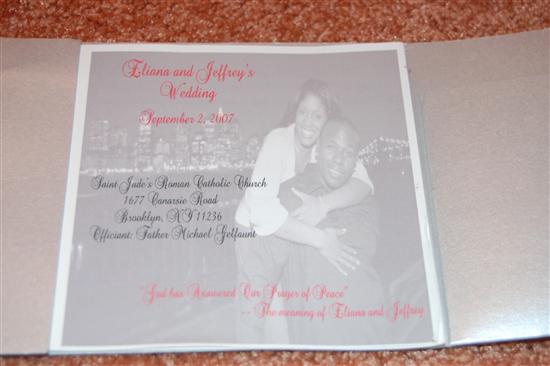 Eliana and Jeffrey's
Wedding
September 2, 2007
Saint Jude's Roman Catholic Church
1677 Canarsie Road
Brooklyn, NY 11236
Officiant: Father Michael Gelfaunt
"God has Answered Our Prayer of Peace"
-- The meaning of Eliana and Jeffrey